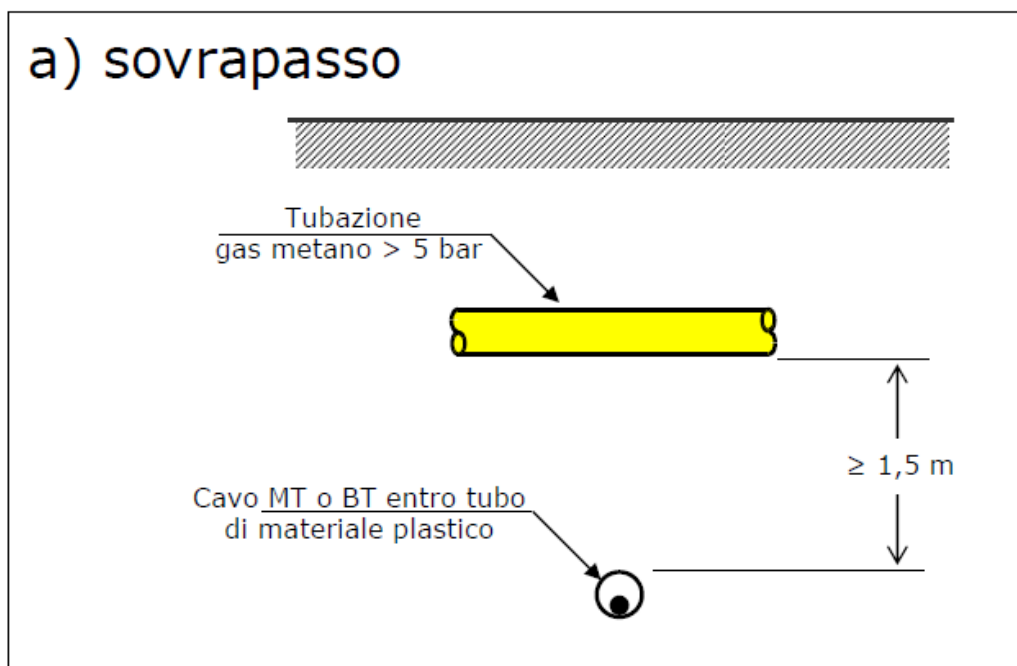 a) sovrapasso
Tubazione
gas metano > 5 bar
≥ 1,5 m
Cavo MT o BT entro tubo
di materiale plastico